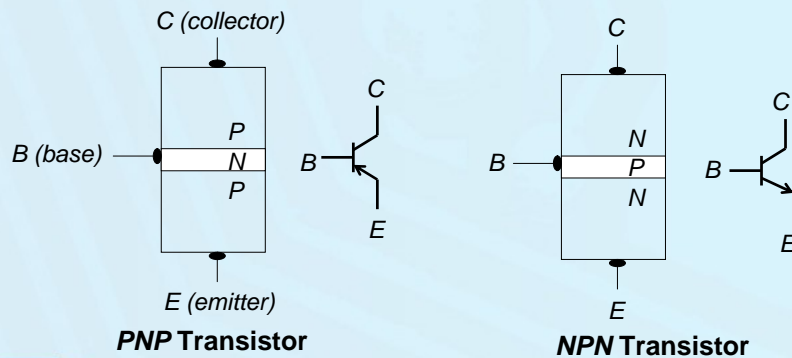 C (collector)
P
N
P
B (base)
E (emitter)
C
B
E
PNP Transistor
C
N
P
N
B
E
C
B
E
NPN Transistor